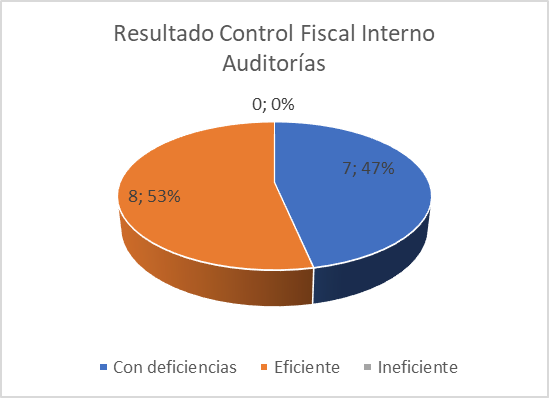 Resultado Control Fiscal Interno
Auditorías
0; 0%
7; 47%
8; 53%
Con deficiencias
Eficiente
Ineficiente